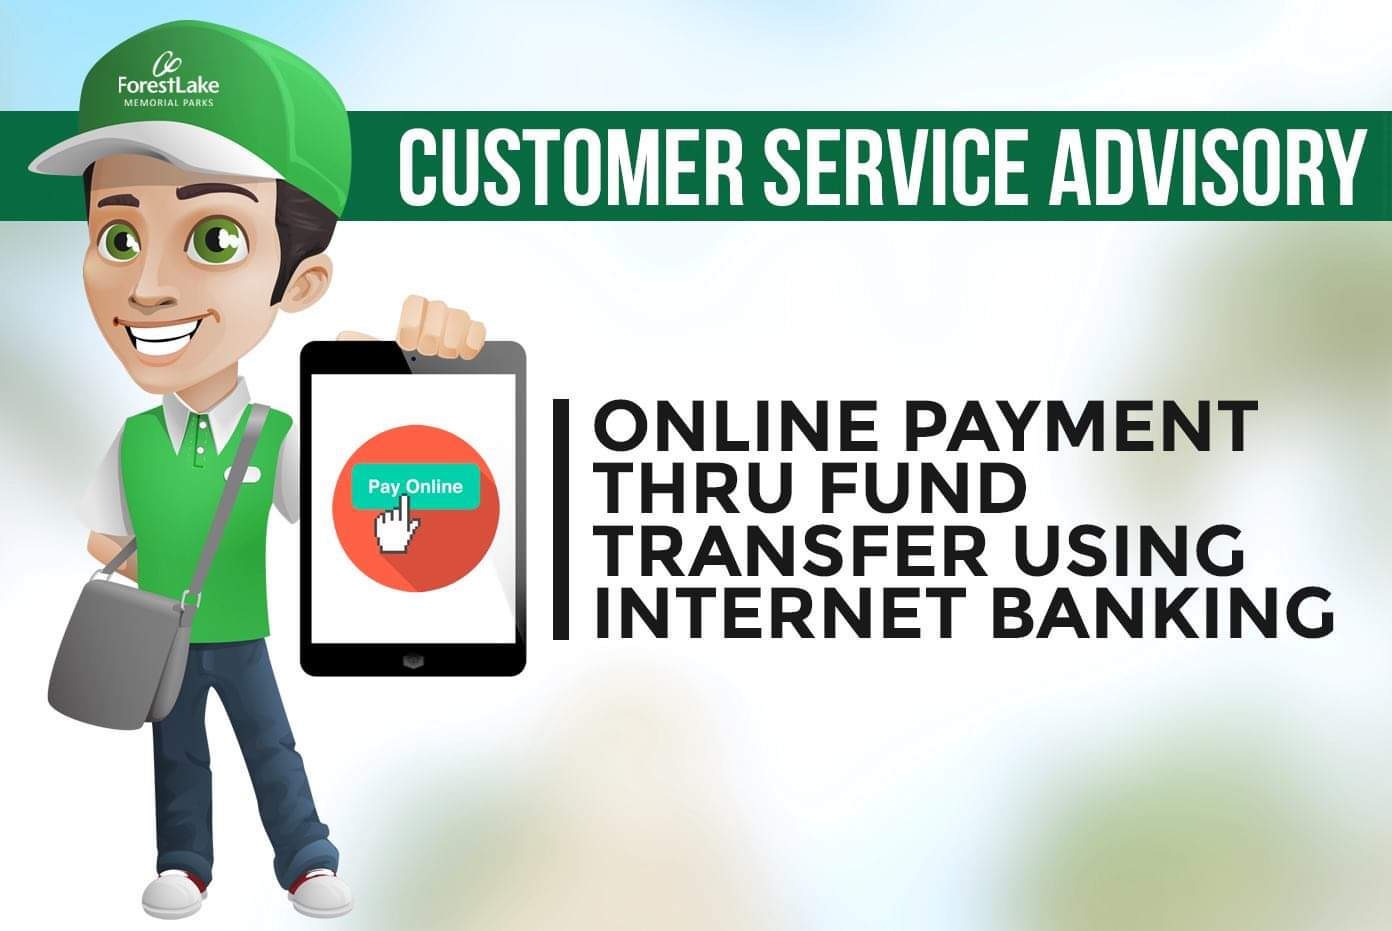 ForestLake
MEMORIAL PARKS
CUSTOMER SERVICE ADVISORY
Pay Online
ONLINE PAYMENT
THRU FUND
TRANSFER USING
INTERNET BANKING